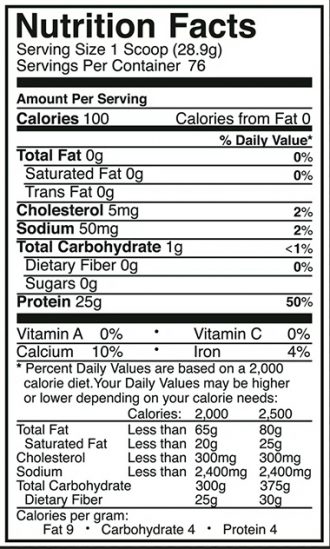 Nutrition Facts
Serving Size 1 Scoop (28.9g)
Servings Per Container 76
Amount Per Serving
Calories 100 Calories from Fat 0
% Daily Value*
Total Fat 0g 0%
Saturated Fat 0g 0%
Trans Fat 0g
Cholesterol 5mg 2%
Sodium 50mg 2%
Total Carbohydrate 1g <1%
Dietary Fiber 0g 0%
Sugars 0g
Protein 25g 50%
Vitamin A 0% • Vitamin C 0%
Calcium 10% • Iron 4%
* Percent Daily Values are based on a 2,000
calorie diet.Your Daily Values may be higher
or lower depending on your calorie needs:
Calories: 2,000 2,500
Total Fat Less than 65g 80g
Saturated Fat Less than 20g 25g
Cholesterol Less than 300mg 300mg
Sodium Less than 2,400mg 2,400mg
Total Carbohydrate 300g 375g
Dietary Fiber 25g 30g
Calories per gram:
Fat 9 • Carbohydrate 4 • Protein 4